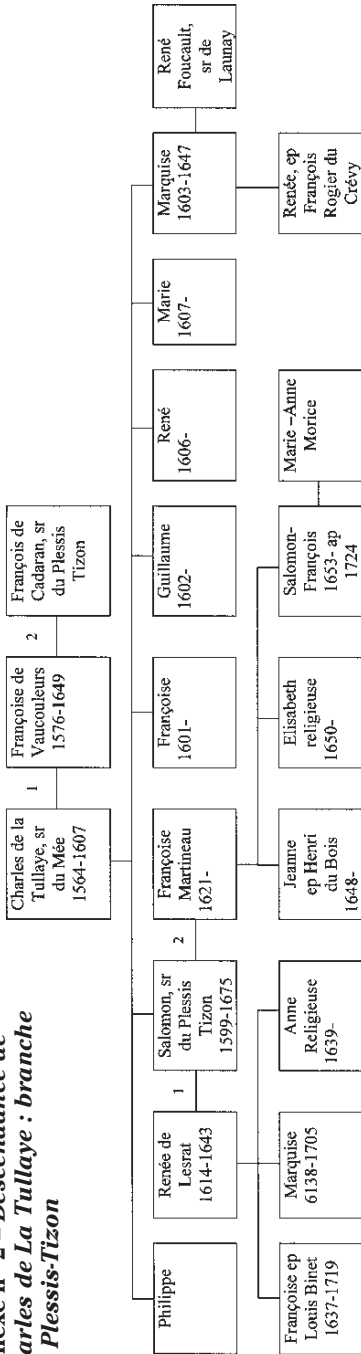 nexe n° 2 – Descendance de
arles de La Tullaye : branche
Plessis-Tizon
Charles de la
Tullaye, sr
du Mée
1564-1607
1
Françoise de
Vaucouleurs
1576-1649
2
François de
Cadaran, sr
du Plessis
Tizon
Philippe
Renée de
Lesrat
1614-1643
1
Salomon, sr
du Plessis
Tizon
1599-1675
2
Françoise
Martineau
1621-
Françoise
1601-
Guillaume
1602-
René
1606-
Marie
1607-
Marquise
1603-1647
René
Foucault,
sr de
Launay
Françoise ep
Louis Binet
1637-1719
Marquise
6138-1705
Anne
Religieuse
1639-
Jeanne
ep Henri
du Bois
1648-
Elisabeth
religieuse
1650-
Salomon-
François
1653- ap
1724
Marie –Anne
Morice
Renée, ep
François
Rogier du
Crévy